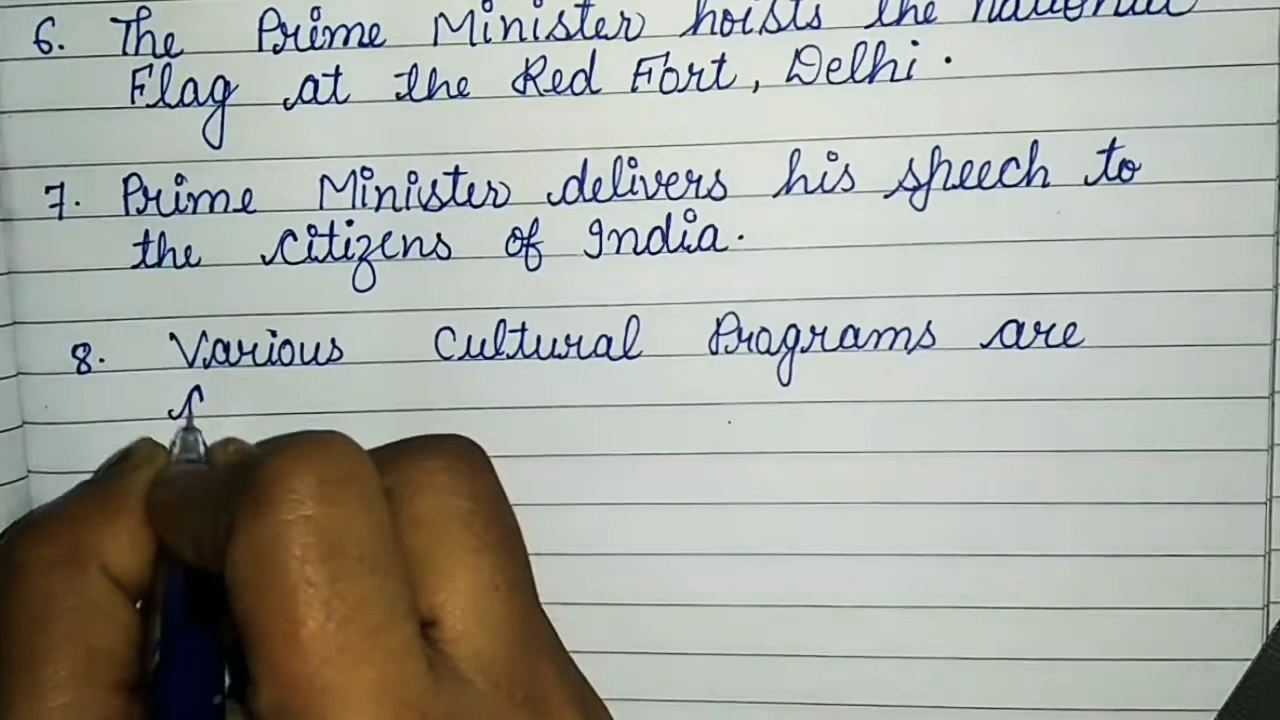 6. The Prime Minister hoists the national
Flag at the Red Fort, Delhi.
7. Prime Minister delivers his speech to
the citizens of India.
8. Various Cultural Programs are